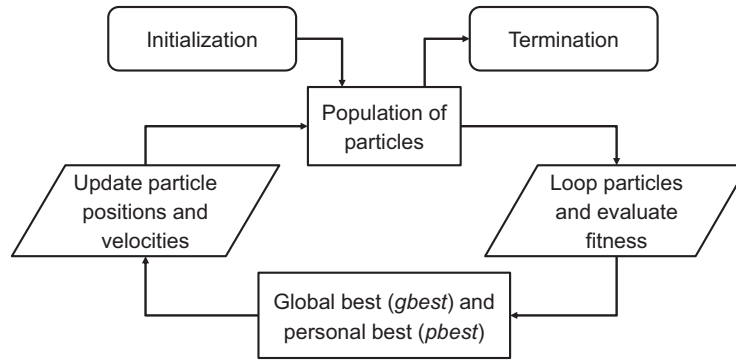 Initialization
Termination
Population of
particles
Update particle
positions and
velocities
Loop particles
and evaluate
fitness
Global best (gbest) and
personal best (pbest)